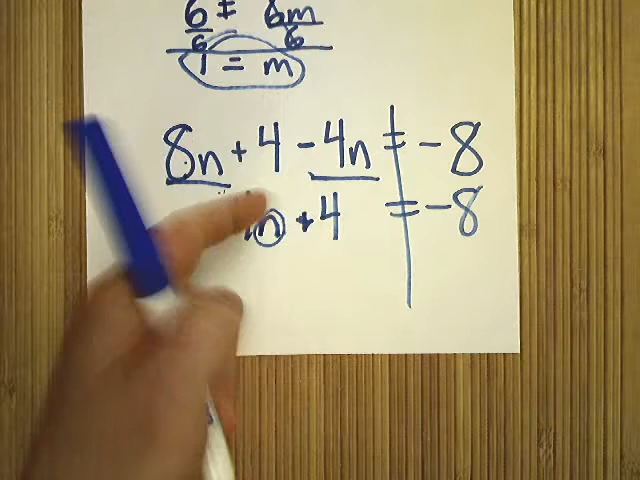 6 = 6m
6 6
1 = m
8n + 4 - 4n = -8
n + 4 = -8